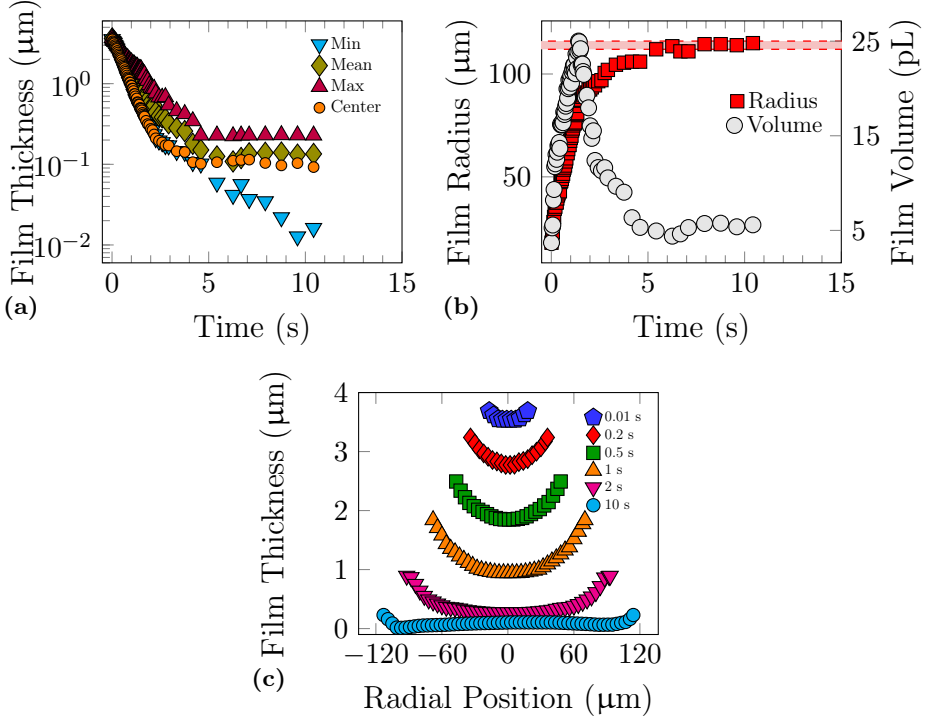 Film Thickness (μm)
10⁰
10⁻¹
10⁻²
Min
Mean
Max
Center
0
5
10
15
Time (s)
(a)
Film Radius (μm)
100
50
Radius
Volume
25
15
5
Film Volume (pL)
0
5
10
15
Time (s)
(b)
Film Thickness (μm)
4
3
2
1
0
0.01 s
0.2 s
0.5 s
1 s
2 s
10 s
−120
−60
0
60
120
Radial Position (μm)
(c)